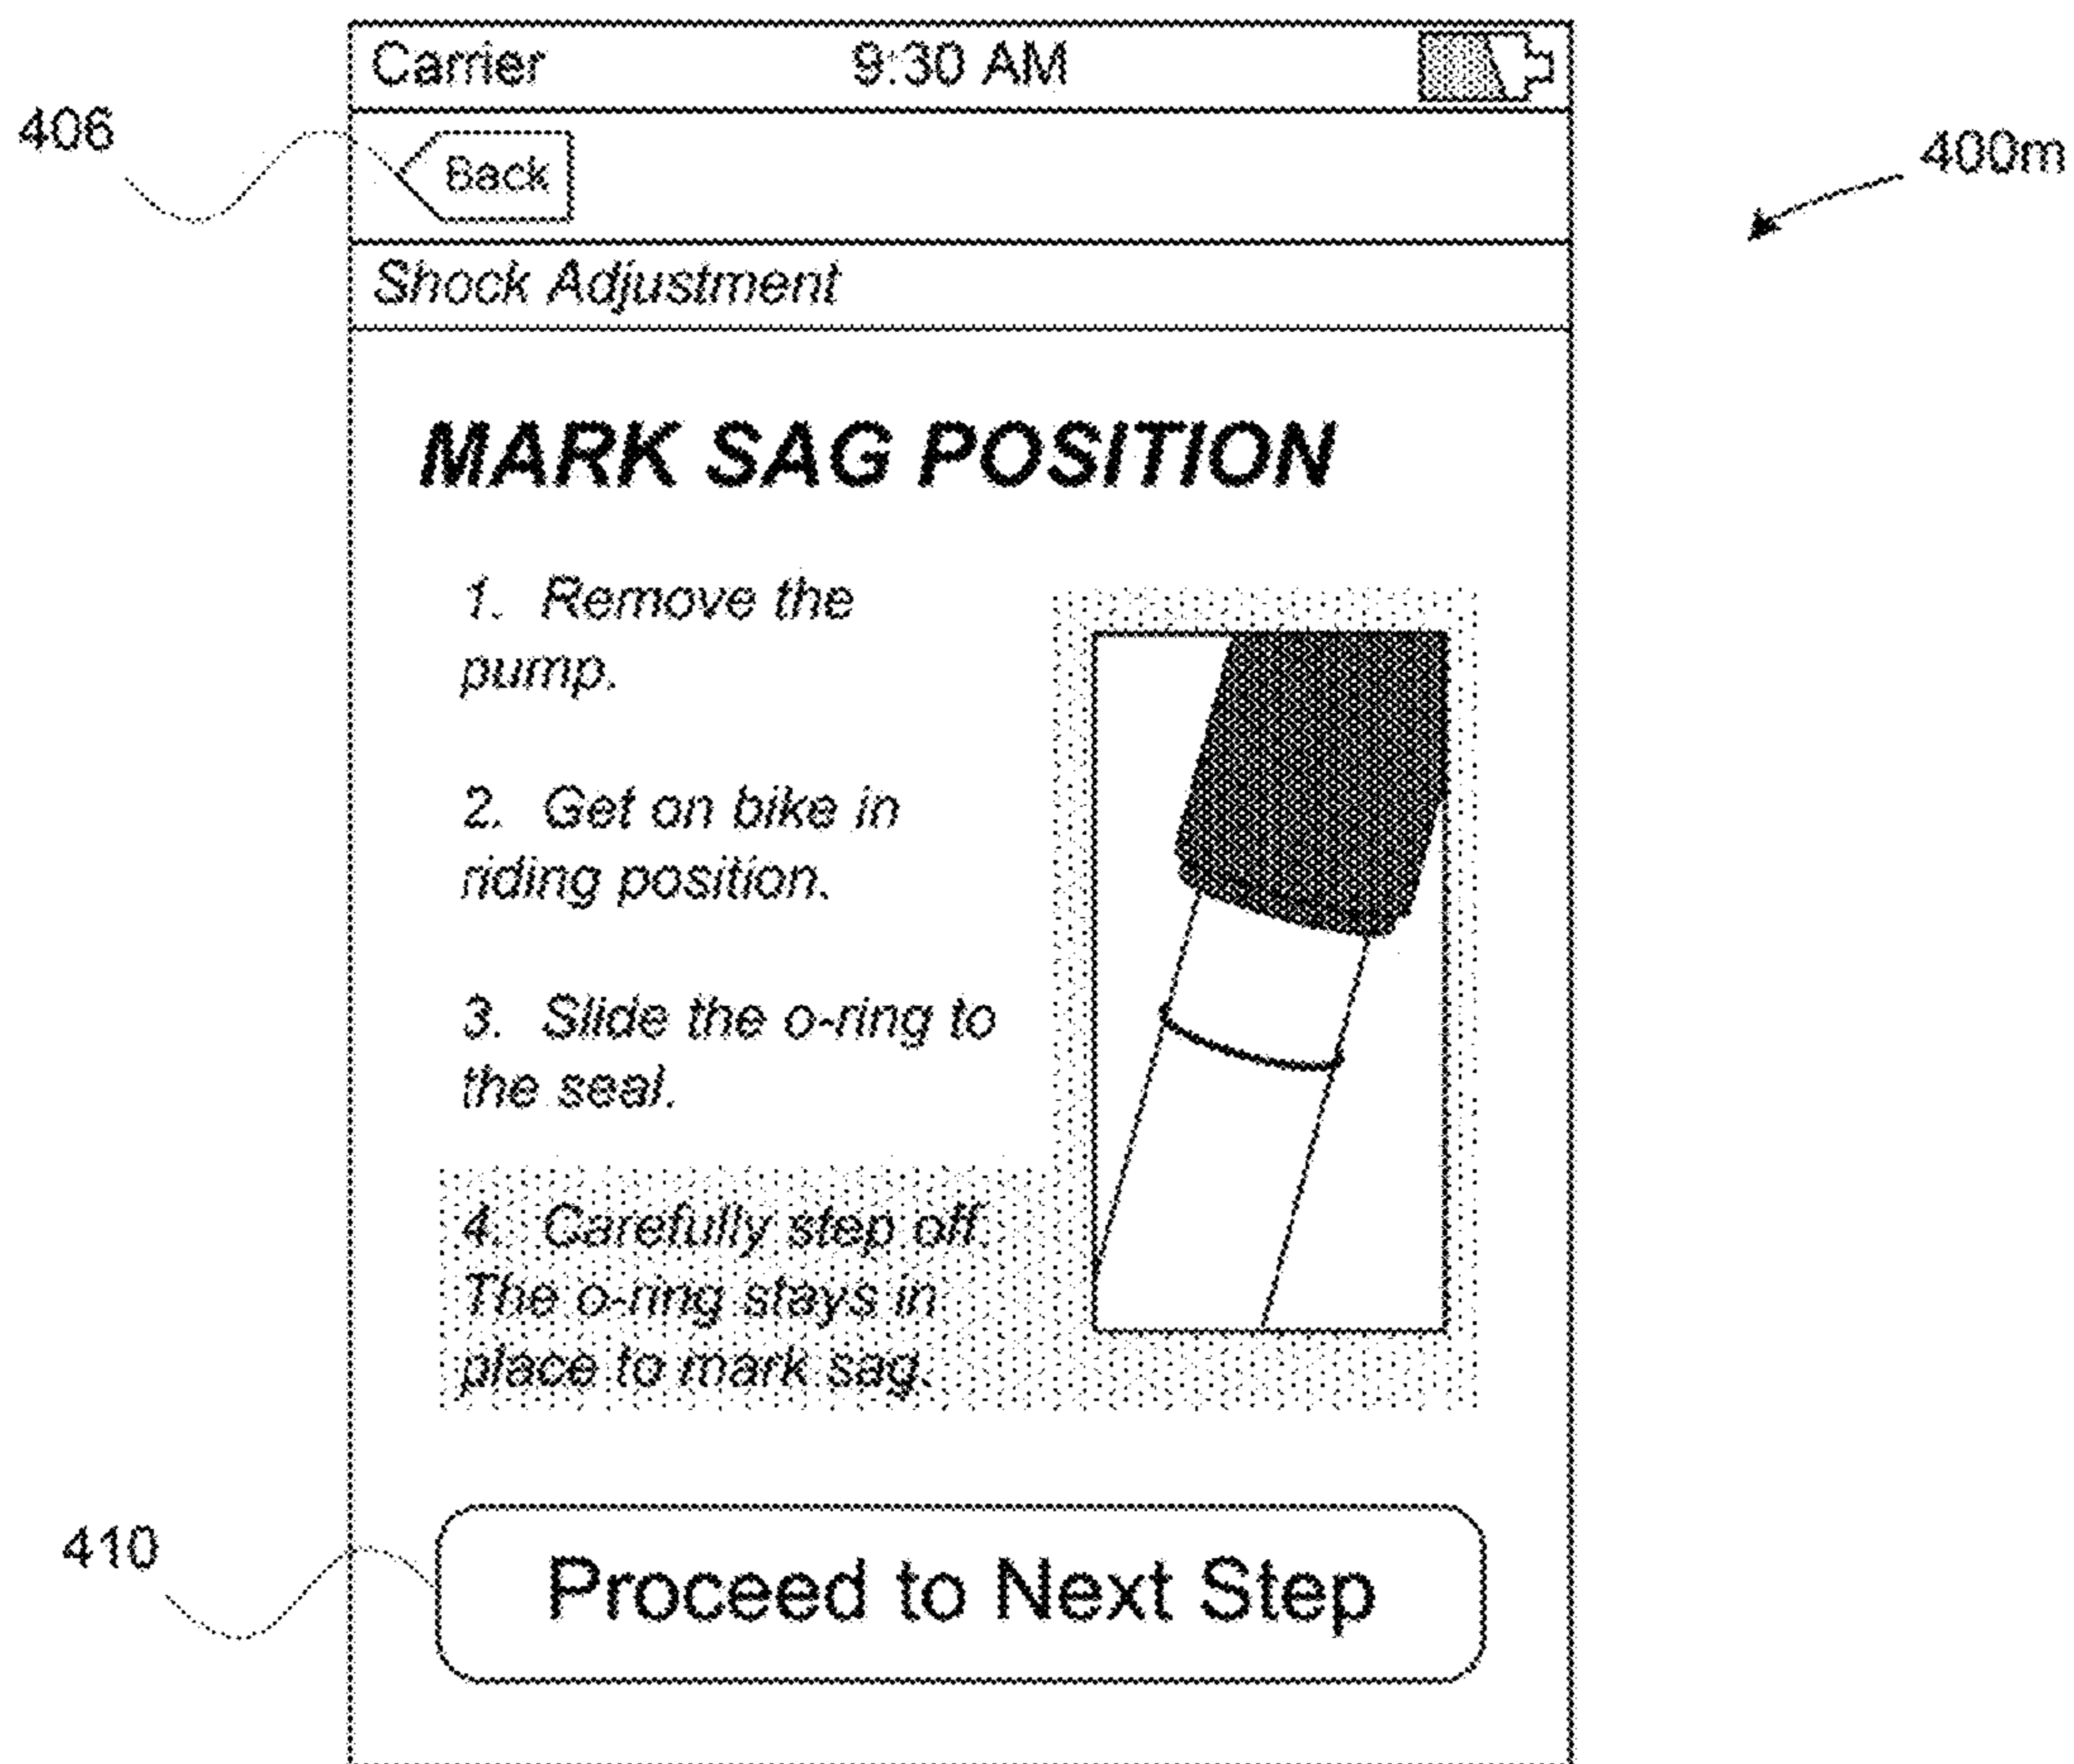 Carrier 9:30 AM
406
400m
Back
Shock Adjustment
MARK SAG POSITION
1. Remove the
pump.
2. Get on bike in
riding position.
3. Slide the o-ring to
the seal.
4. Carefully step off.
The o-ring stays in
place to mark sag.
410
Proceed to Next Step